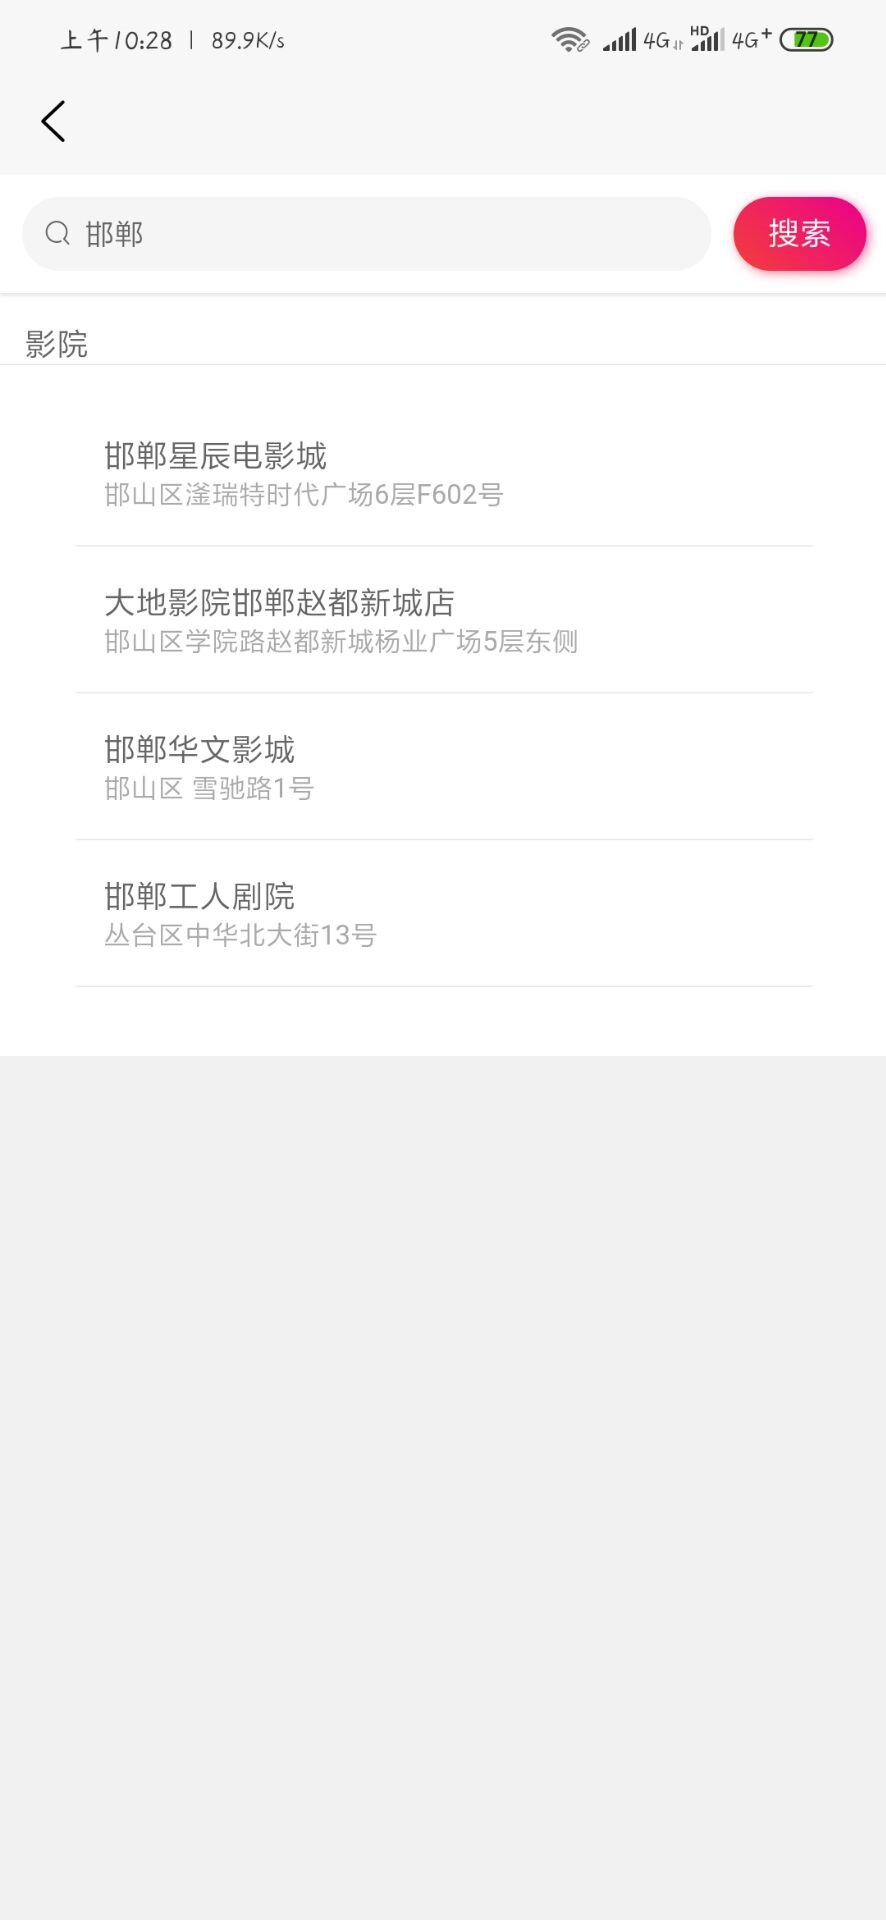 上午10:28 | 89.9K/s 4G HD 4G+ 77
邯郸 搜索
影院
邯郸星辰电影城
邯山区滏瑞特时代广场6层F602号
大地影院邯郸赵都新城店
邯山区学院路赵都新城杨业广场5层东侧
邯郸华文影城
邯山区 雪驰路1号
邯郸工人剧院
丛台区中华北大街13号